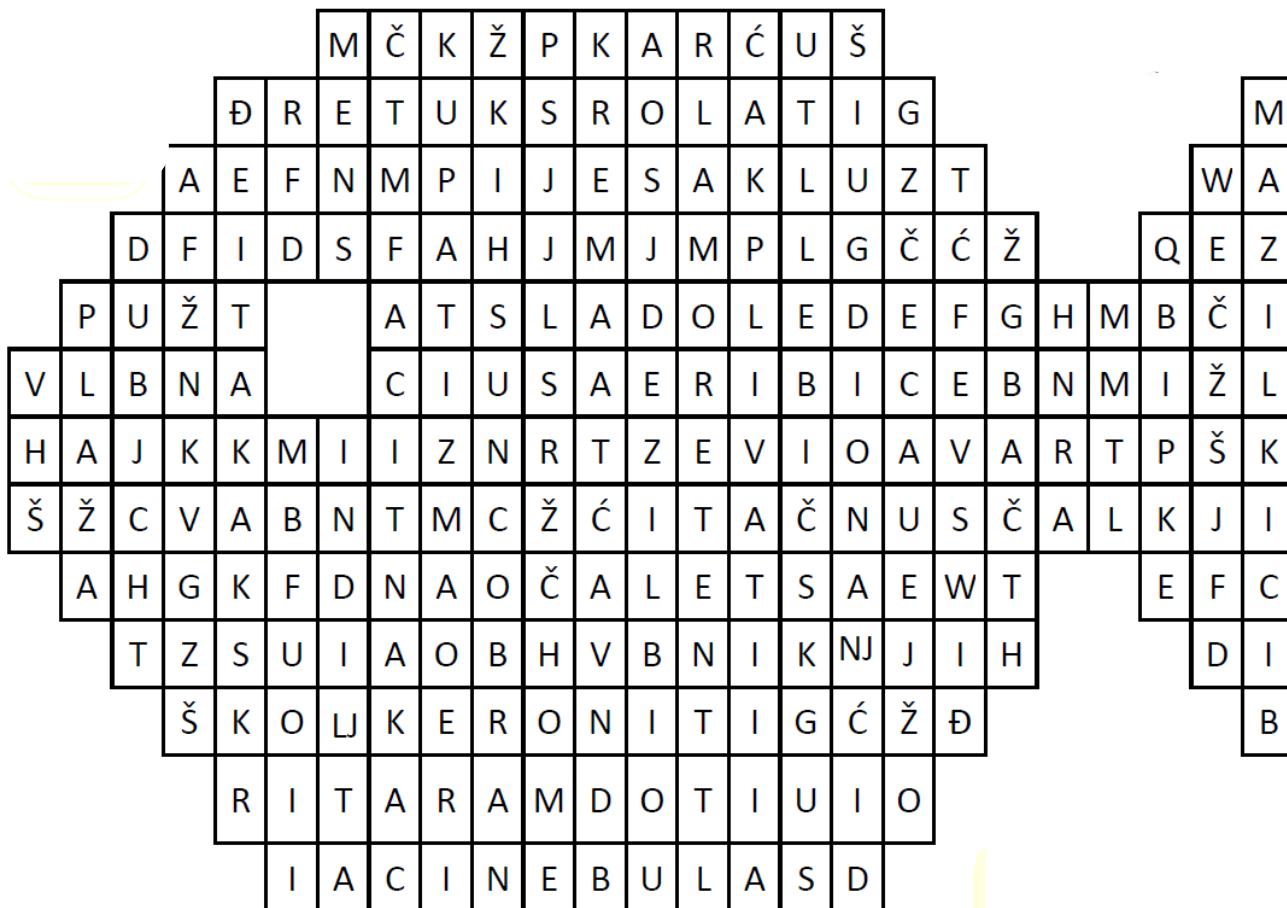 M Č K Ž P K A R Ć U Š
Đ R E T U K S R O L A T I G M
A E F N M P I J E S A K L U Z T W A
D F I D S F A H J M J M P L G Č Ć Ž Q E Z
P U Ž T A T S L A D O L E D E F G H M B Č I
V L B N A C I U S A E R I B I C E B N M I Ž L
H A J K K M I I Z N R T Z E V I O A V A R T P Š K
Š Ž C V A B N T M C Ž Ć I T A Č N U S Č A L K J I
A H G K F D N A O Č A L E T S A E W T E F C
T Z S U I A O B H V B N I K NJ J I H D I
Š K O LJ K E R O N I T I G Ć Ž Đ B
R I T A R A M D O T I U I O
I A C I N E B U L A S D